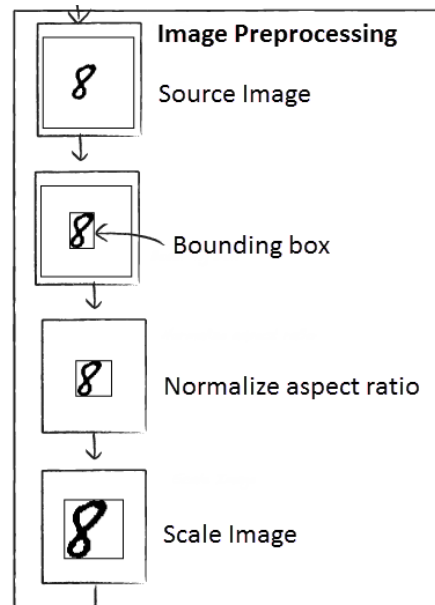 Image Preprocessing
8
Source Image
8
Bounding box
8
Normalize aspect ratio
8
Scale Image